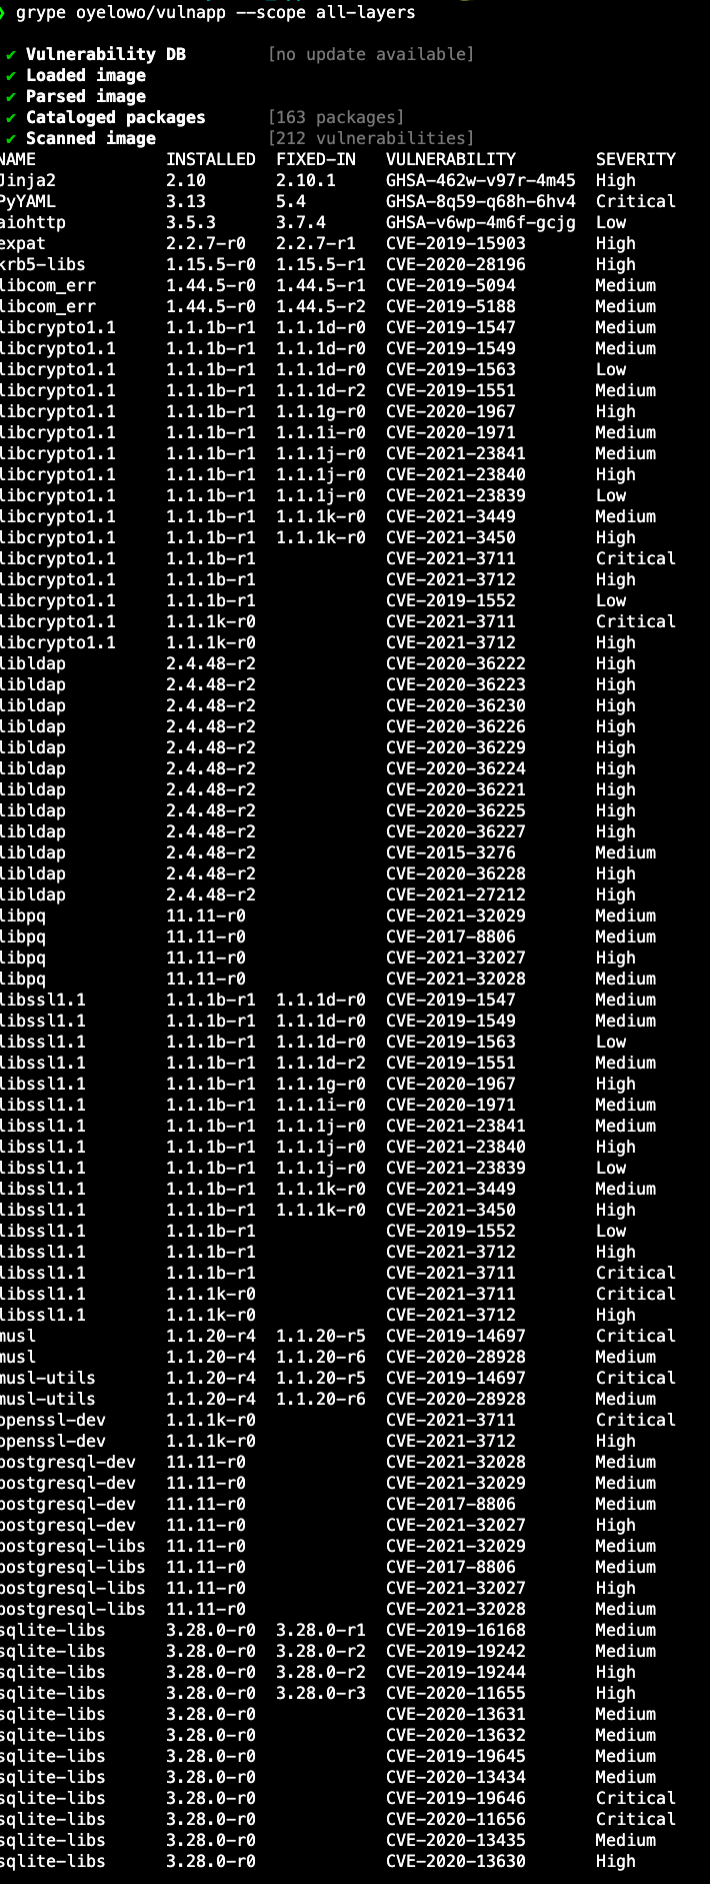 ❯ grype oyelowo/vulnapp --scope all-layers
✔ Vulnerability DB [no update available]
✔ Loaded image
✔ Parsed image
✔ Cataloged packages [163 packages]
✔ Scanned image [212 vulnerabilities]
NAME INSTALLED FIXED-IN VULNERABILITY SEVERITY
Jinja2 2.10 2.10.1 GHSA-462w-v97r-4m45 High
PyYAML 3.13 5.4 GHSA-8q59-q68h-6hv4 Critical
aiohttp 3.5.3 3.7.4 GHSA-v6wp-4m6f-gcjg Low
expat 2.2.7-r0 2.2.7-r1 CVE-2019-15903 High
krb5-libs 1.15.5-r0 1.15.5-r1 CVE-2020-28196 High
libcom_err 1.44.5-r0 1.44.5-r1 CVE-2019-5094 Medium
libcom_err 1.44.5-r0 1.44.5-r2 CVE-2019-5188 Medium
libcrypto1.1 1.1.1b-r1 1.1.1d-r0 CVE-2019-1547 Medium
libcrypto1.1 1.1.1b-r1 1.1.1d-r0 CVE-2019-1549 Medium
libcrypto1.1 1.1.1b-r1 1.1.1d-r0 CVE-2019-1563 Low
libcrypto1.1 1.1.1b-r1 1.1.1d-r2 CVE-2019-1551 Medium
libcrypto1.1 1.1.1b-r1 1.1.1g-r0 CVE-2020-1967 High
libcrypto1.1 1.1.1b-r1 1.1.1i-r0 CVE-2020-1971 Medium
libcrypto1.1 1.1.1b-r1 1.1.1j-r0 CVE-2021-23841 Medium
libcrypto1.1 1.1.1b-r1 1.1.1j-r0 CVE-2021-23840 High
libcrypto1.1 1.1.1b-r1 1.1.1j-r0 CVE-2021-23839 Low
libcrypto1.1 1.1.1b-r1 1.1.1k-r0 CVE-2021-3449 Medium
libcrypto1.1 1.1.1b-r1 1.1.1k-r0 CVE-2021-3450 High
libcrypto1.1 1.1.1b-r1 CVE-2021-3711 Critical
libcrypto1.1 1.1.1b-r1 CVE-2021-3712 High
libcrypto1.1 1.1.1b-r1 CVE-2019-1552 Low
libcrypto1.1 1.1.1k-r0 CVE-2021-3711 Critical
libcrypto1.1 1.1.1k-r0 CVE-2021-3712 High
libldap 2.4.48-r2 CVE-2020-36222 High
libldap 2.4.48-r2 CVE-2020-36223 High
libldap 2.4.48-r2 CVE-2020-36230 High
libldap 2.4.48-r2 CVE-2020-36226 High
libldap 2.4.48-r2 CVE-2020-36229 High
libldap 2.4.48-r2 CVE-2020-36224 High
libldap 2.4.48-r2 CVE-2020-36221 High
libldap 2.4.48-r2 CVE-2020-36225 High
libldap 2.4.48-r2 CVE-2020-36227 High
libldap 2.4.48-r2 CVE-2015-3276 Medium
libldap 2.4.48-r2 CVE-2020-36228 High
libldap 2.4.48-r2 CVE-2021-27212 High
libpq 11.11-r0 CVE-2021-32029 Medium
libpq 11.11-r0 CVE-2017-8806 Medium
libpq 11.11-r0 CVE-2021-32027 High
libpq 11.11-r0 CVE-2021-32028 Medium
libssl1.1 1.1.1b-r1 1.1.1d-r0 CVE-2019-1547 Medium
libssl1.1 1.1.1b-r1 1.1.1d-r0 CVE-2019-1549 Medium
libssl1.1 1.1.1b-r1 1.1.1d-r0 CVE-2019-1563 Low
libssl1.1 1.1.1b-r1 1.1.1d-r2 CVE-2019-1551 Medium
libssl1.1 1.1.1b-r1 1.1.1g-r0 CVE-2020-1967 High
libssl1.1 1.1.1b-r1 1.1.1i-r0 CVE-2020-1971 Medium
libssl1.1 1.1.1b-r1 1.1.1j-r0 CVE-2021-23841 Medium
libssl1.1 1.1.1b-r1 1.1.1j-r0 CVE-2021-23840 High
libssl1.1 1.1.1b-r1 1.1.1j-r0 CVE-2021-23839 Low
libssl1.1 1.1.1b-r1 1.1.1k-r0 CVE-2021-3449 Medium
libssl1.1 1.1.1b-r1 1.1.1k-r0 CVE-2021-3450 High
libssl1.1 1.1.1b-r1 CVE-2019-1552 Low
libssl1.1 1.1.1b-r1 CVE-2021-3712 High
libssl1.1 1.1.1b-r1 CVE-2021-3711 Critical
libssl1.1 1.1.1k-r0 CVE-2021-3711 Critical
libssl1.1 1.1.1k-r0 CVE-2021-3712 High
musl 1.1.20-r4 1.1.20-r5 CVE-2019-14697 Critical
musl 1.1.20-r4 1.1.20-r6 CVE-2020-28928 Medium
musl-utils 1.1.20-r4 1.1.20-r5 CVE-2019-14697 Critical
musl-utils 1.1.20-r4 1.1.20-r6 CVE-2020-28928 Medium
openssl-dev 1.1.1k-r0 CVE-2021-3711 Critical
openssl-dev 1.1.1k-r0 CVE-2021-3712 High
postgresql-dev 11.11-r0 CVE-2021-32028 Medium
postgresql-dev 11.11-r0 CVE-2021-32029 Medium
postgresql-dev 11.11-r0 CVE-2017-8806 Medium
postgresql-dev 11.11-r0 CVE-2021-32027 High
postgresql-libs 11.11-r0 CVE-2021-32029 Medium
postgresql-libs 11.11-r0 CVE-2017-8806 Medium
postgresql-libs 11.11-r0 CVE-2021-32027 High
postgresql-libs 11.11-r0 CVE-2021-32028 Medium
sqlite-libs 3.28.0-r0 3.28.0-r1 CVE-2019-16168 Medium
sqlite-libs 3.28.0-r0 3.28.0-r2 CVE-2019-19242 Medium
sqlite-libs 3.28.0-r0 3.28.0-r2 CVE-2019-19244 High
sqlite-libs 3.28.0-r0 3.28.0-r3 CVE-2020-11655 High
sqlite-libs 3.28.0-r0 CVE-2020-13631 Medium
sqlite-libs 3.28.0-r0 CVE-2020-13632 Medium
sqlite-libs 3.28.0-r0 CVE-2019-19645 Medium
sqlite-libs 3.28.0-r0 CVE-2020-13434 Medium
sqlite-libs 3.28.0-r0 CVE-2019-19646 Critical
sqlite-libs 3.28.0-r0 CVE-2020-11656 Critical
sqlite-libs 3.28.0-r0 CVE-2020-13435 Medium
sqlite-libs 3.28.0-r0 CVE-2020-13630 High